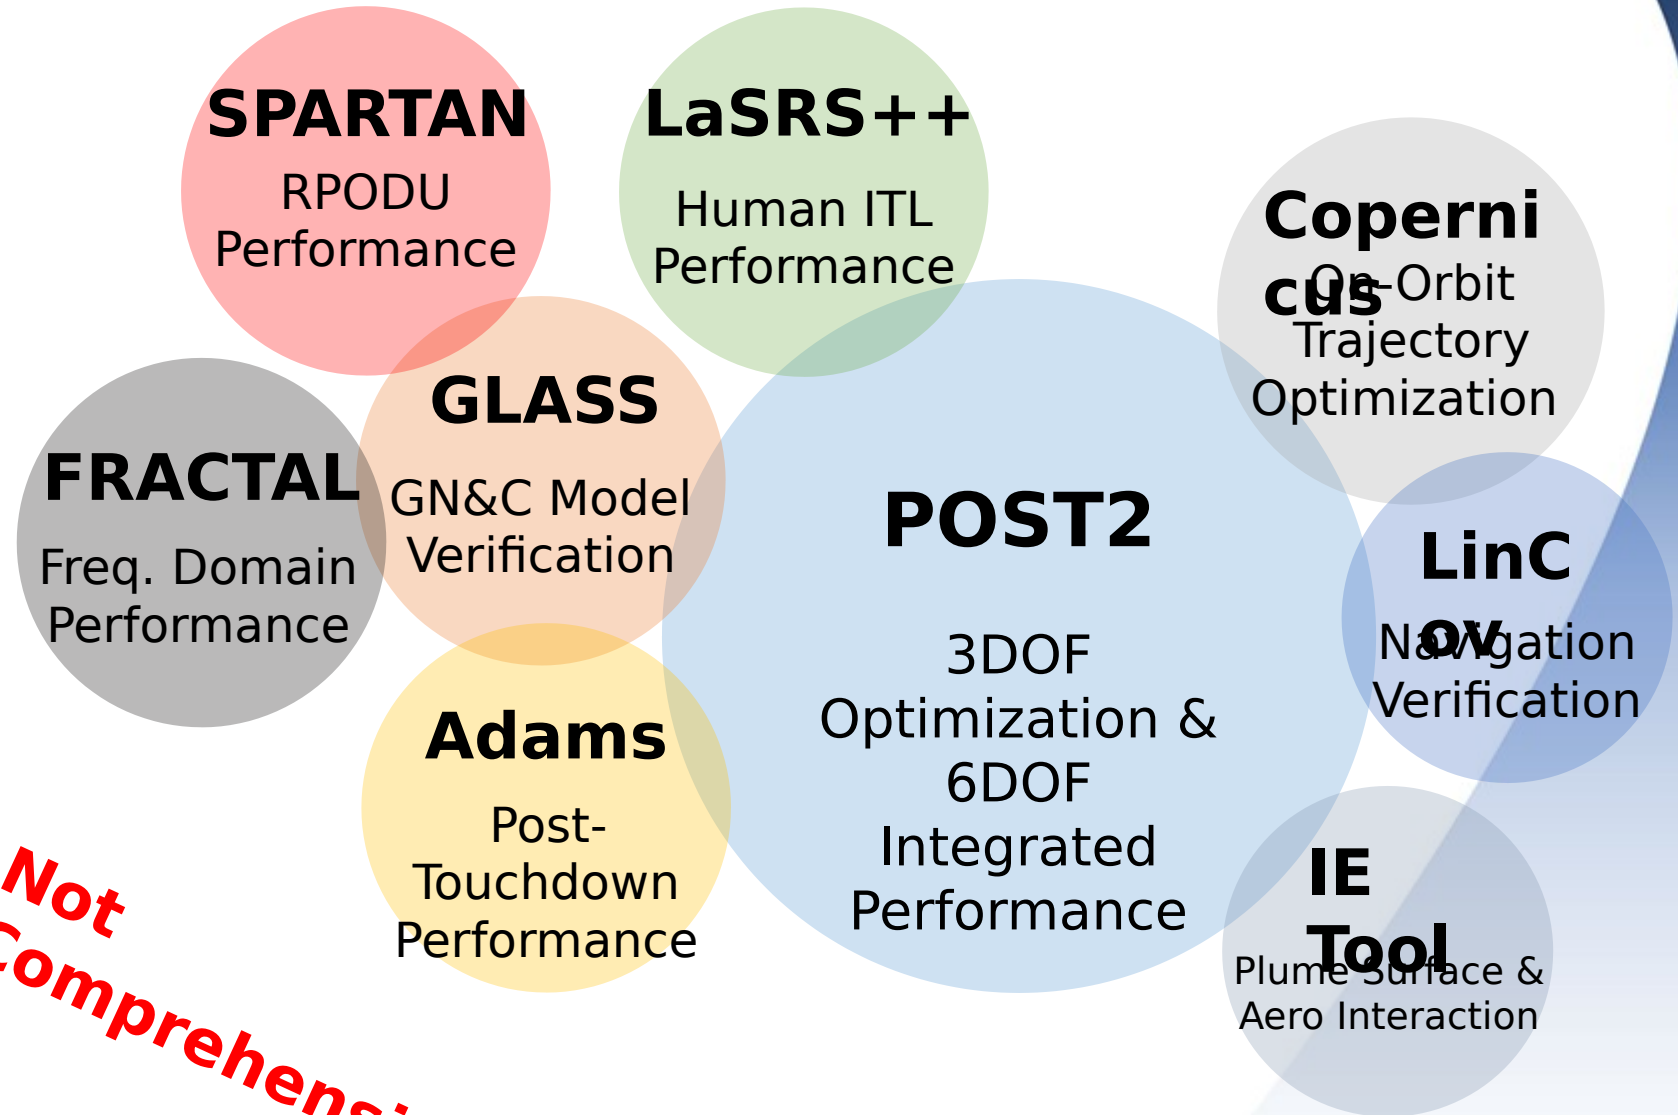 SPARTAN
RPODU
Performance
LaSRS++
Human ITL
Performance
Coperni
cus
On-Orbit
Trajectory
Optimization
GLASS
GN&C Model
Verification
FRACTAL
Freq. Domain
Performance
POST2
3DOF
Optimization &
6DOF
Integrated
Performance
LinC
ov
Navigation
Verification
Adams
Post-
Touchdown
Performance
IE
Tool
Plume Surface &
Aero Interaction
Not
Comprehensi